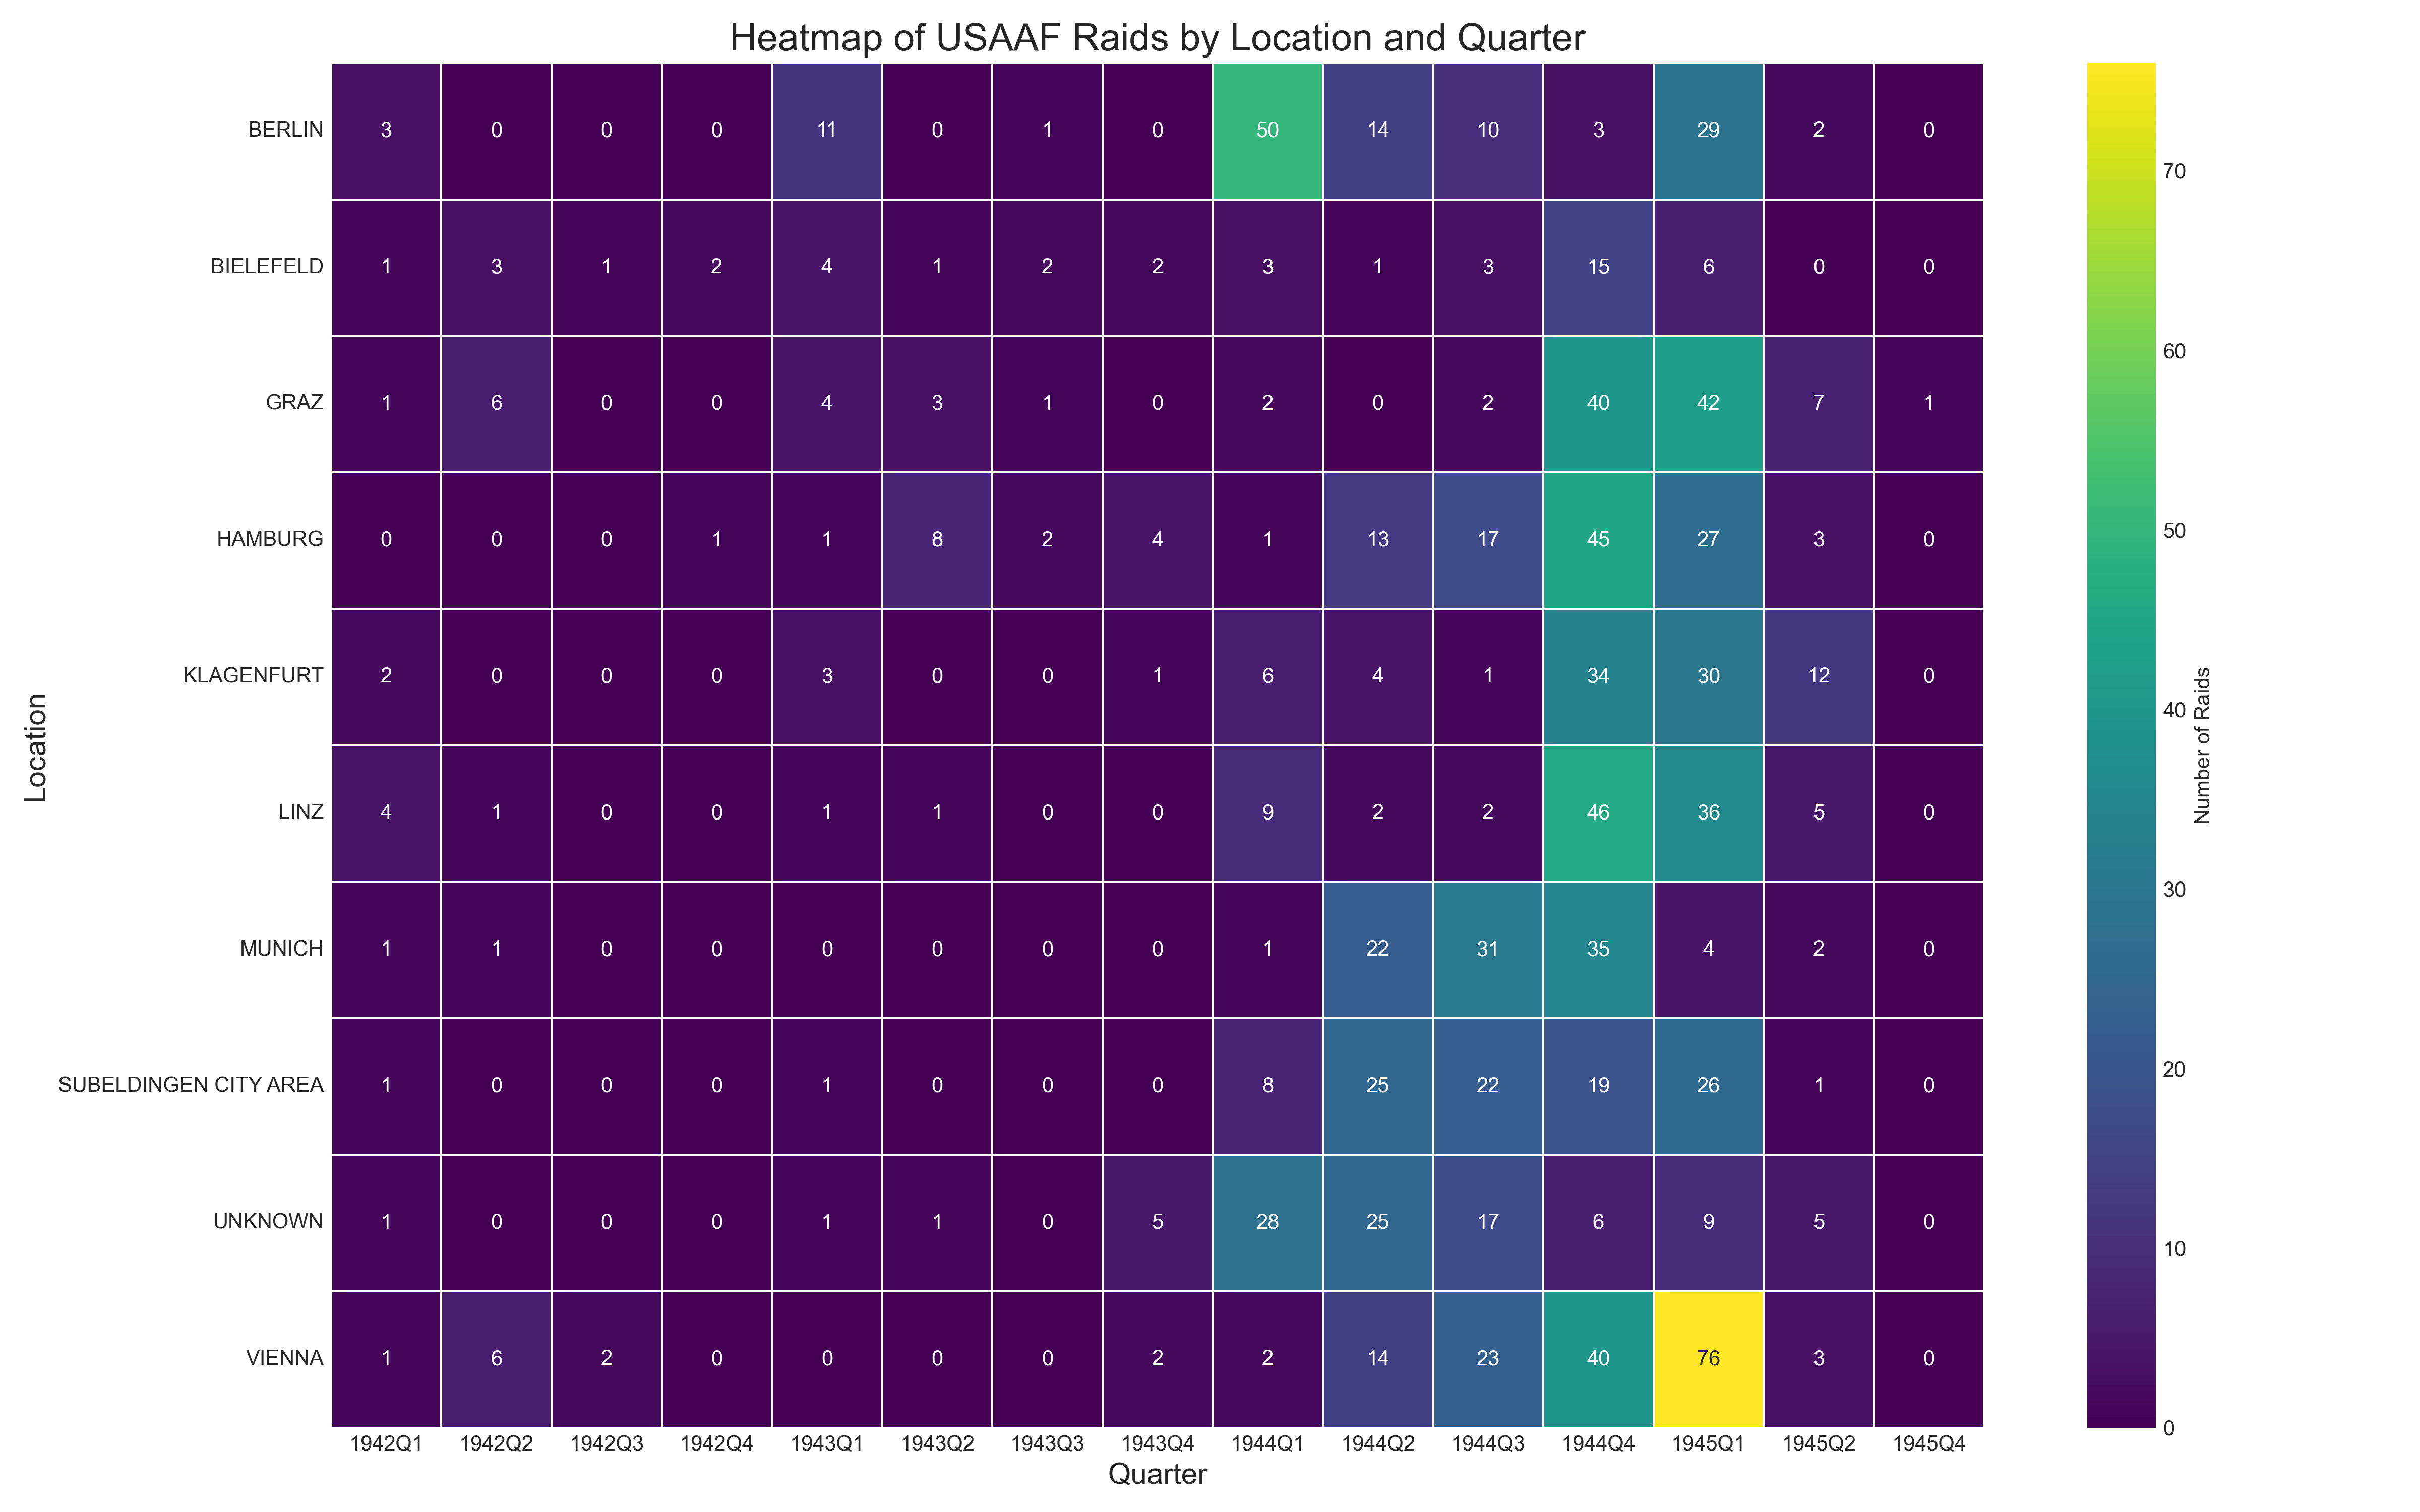 Heatmap of USAAF Raids by Location and Quarter
Location
BERLIN 3 0 0 0 11 0 1 0 50 14 10 3 29 2 0
BIELEFELD 1 3 1 2 4 1 2 2 3 1 3 15 6 0 0
GRAZ 1 6 0 0 4 3 1 0 2 0 2 40 42 7 1
HAMBURG 0 0 0 1 1 8 2 4 1 13 17 45 27 3 0
KLAGENFURT 2 0 0 0 3 0 0 1 6 4 1 34 30 12 0
LINZ 4 1 0 0 1 1 0 0 9 2 2 46 36 5 0
MUNICH 1 1 0 0 0 0 0 0 1 22 31 35 4 2 0
SUBELDINGEN CITY AREA 1 0 0 0 1 0 0 0 8 25 22 19 26 1 0
UNKNOWN 1 0 0 0 1 1 0 5 28 25 17 6 9 5 0
VIENNA 1 6 2 0 0 0 0 2 2 14 23 40 76 3 0
1942Q1 1942Q2 1942Q3 1942Q4 1943Q1 1943Q2 1943Q3 1943Q4 1944Q1 1944Q2 1944Q3 1944Q4 1945Q1 1945Q2 1945Q4
Quarter
70
60
50
40
30
20
10
0
Number of Raids